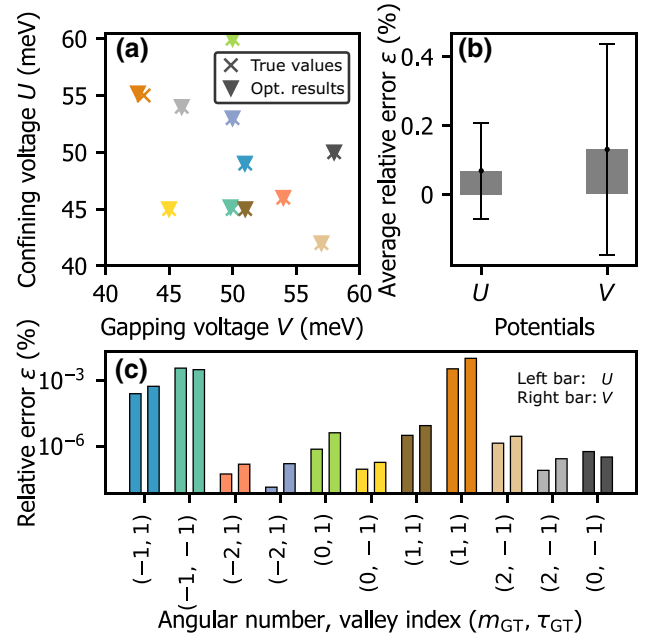 (a)
True values
Opt. results
Confining voltage U (meV)
60
55
50
45
40
40
45
50
55
60
Gapping voltage V (meV)
(b)
Average relative error ε (%)
0.4
0.2
0
U
V
Potentials
(c)
Relative error ε (%)
10⁻³
10⁻⁶
Left bar: U
Right bar: V
(−1, 1)
(−1, −1)
(−2, 1)
(−2, 1)
(0, 1)
(0, −1)
(1, 1)
(1, 1)
(2, −1)
(2, −1)
(0, −1)
Angular number, valley index (m_GT, τ_GT)